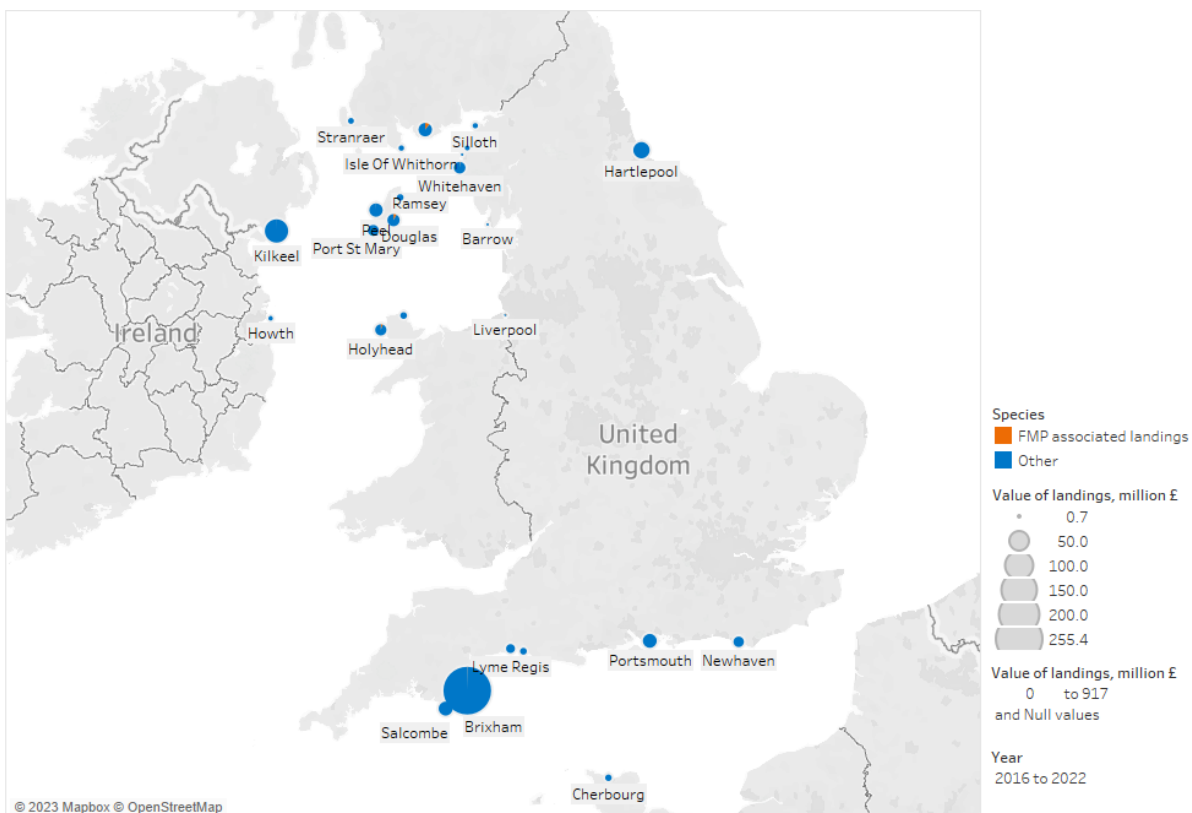 Stranraer
Silloth
Isle Of Whithorn
Hartlepool
Whitehaven
Ramsey
Peel
Douglas
Port St Mary
Barrow
Kilkeel
Howth
Ireland
Liverpool
Holyhead
United
Kingdom
Species
FMP associated landings
Other
Value of landings, million £
0.7
50.0
100.0
150.0
200.0
255.4
Lyme Regis
Portsmouth
Newhaven
Value of landings, million £
0 to 917
and Null values
Salcombe
Brixham
Year
2016 to 2022
Cherbourg
© 2023 Mapbox © OpenStreetMap